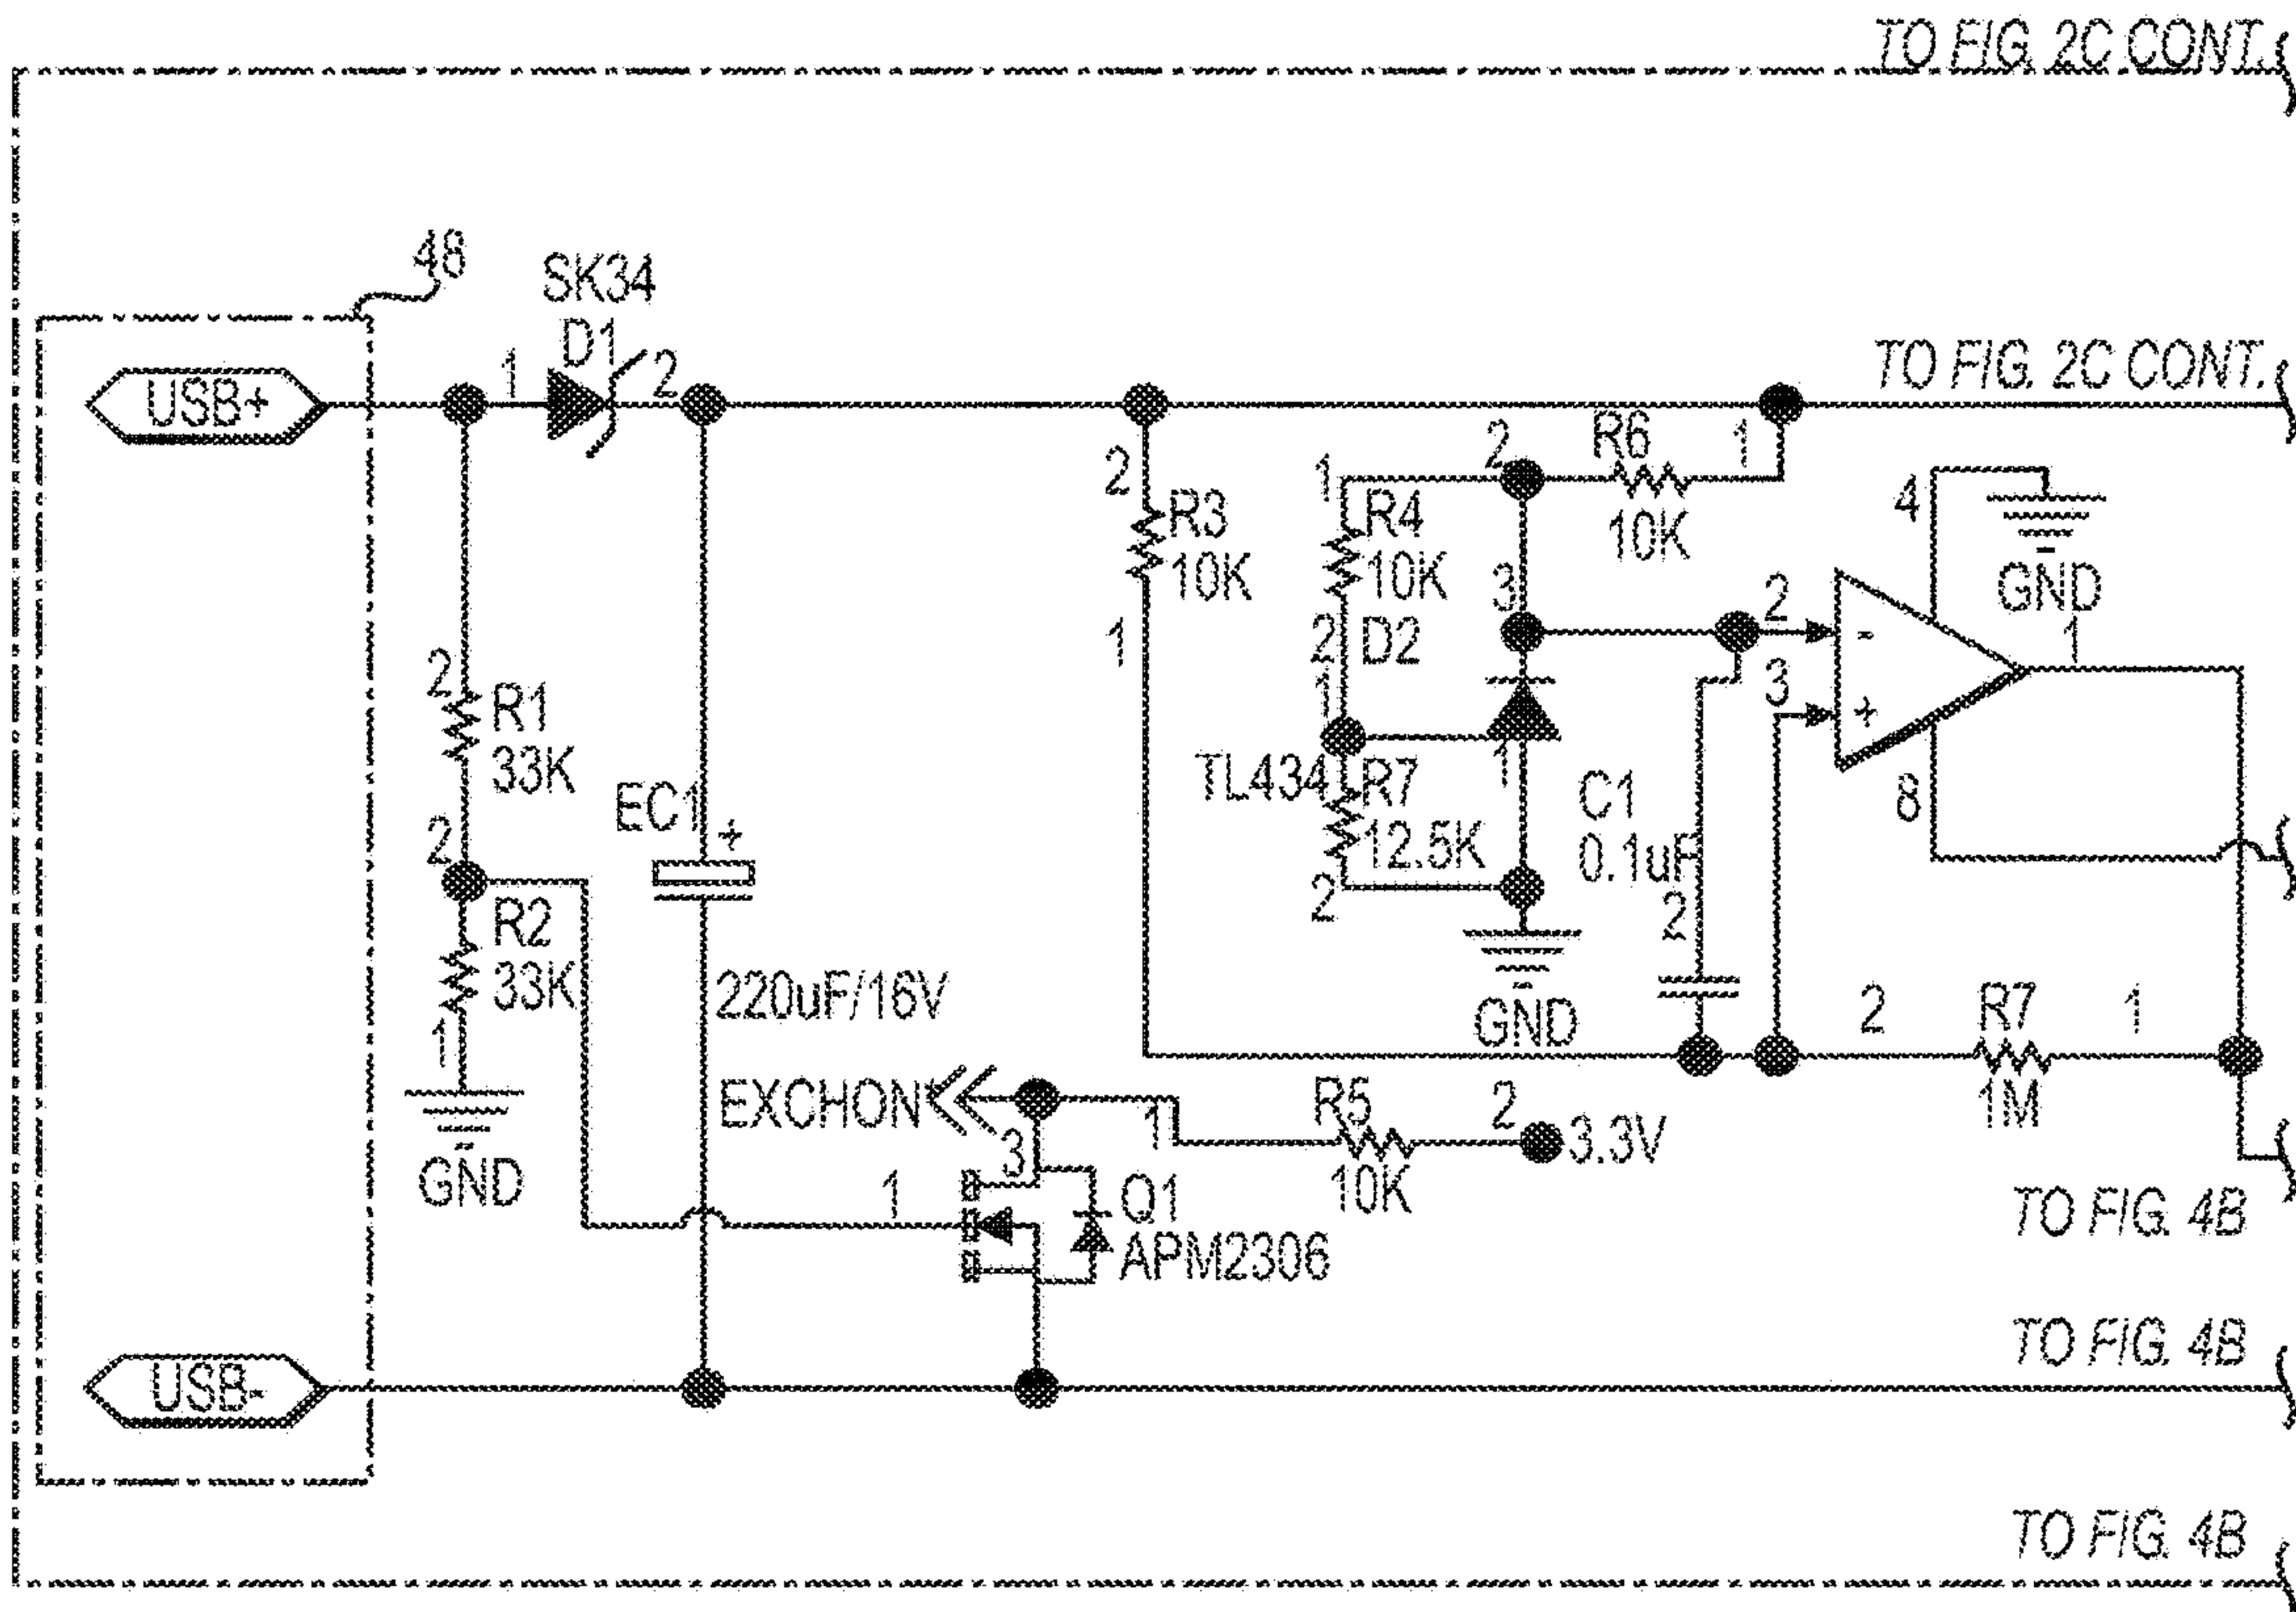 TO FIG. 2C CONT.
48
SK34
D1
TO FIG. 2C CONT.
USB+
1
2
2
R3
10K
1
1
R4
10K
2
D2
1
2
R6
1
10K
3
4
GND
2
-
3
+
1
8
2
R1
33K
2
R2
33K
1
GND
EC1
+
220uF/16V
TL434
R7
12.5K
2
1
GND
C1
0.1uF
2
2
R7
1
1M
EXCHON
3
1
R5
10K
2
3.3V
1
Q1
APM2306
TO FIG. 4B
USB-
TO FIG. 4B
TO FIG. 4B